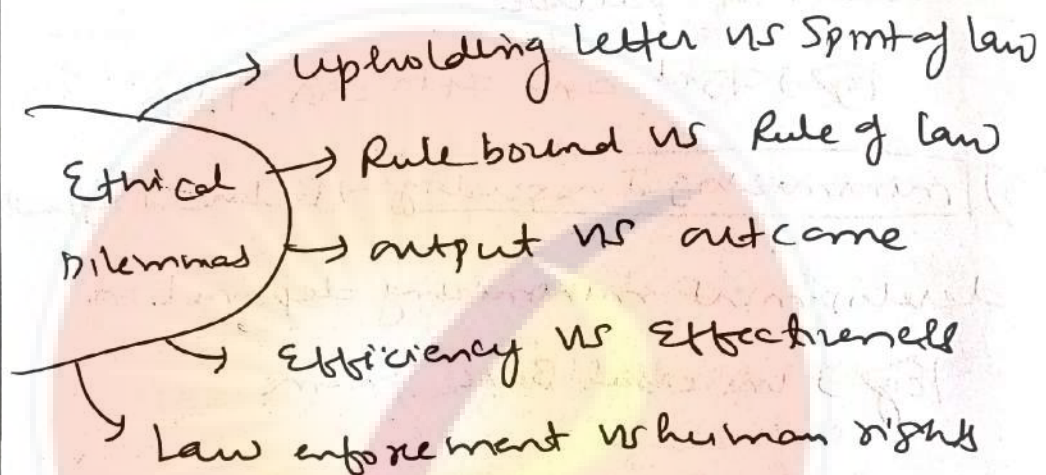 Upholding Letter vs Spirit of law
Ethical Dilemmas
Rule bound vs Rule of law
output vs outcome
Efficiency vs Effectiveness
Law enforcement vs human rights